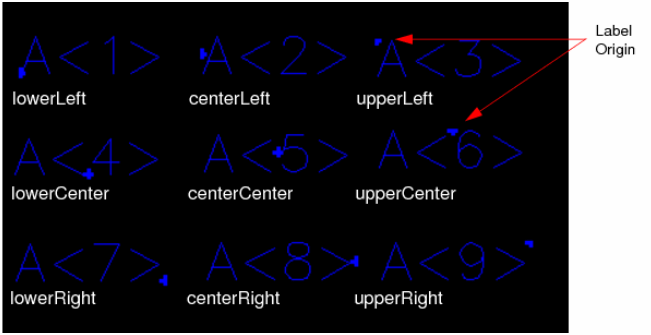 A<1> A<2> A<3>
Label
Origin
lowerLeft centerLeft upperLeft
A<4> A<5> A<6>
lowerCenter centerCenter upperCenter
A<7> A<8> A<9>
lowerRight centerRight upperRight